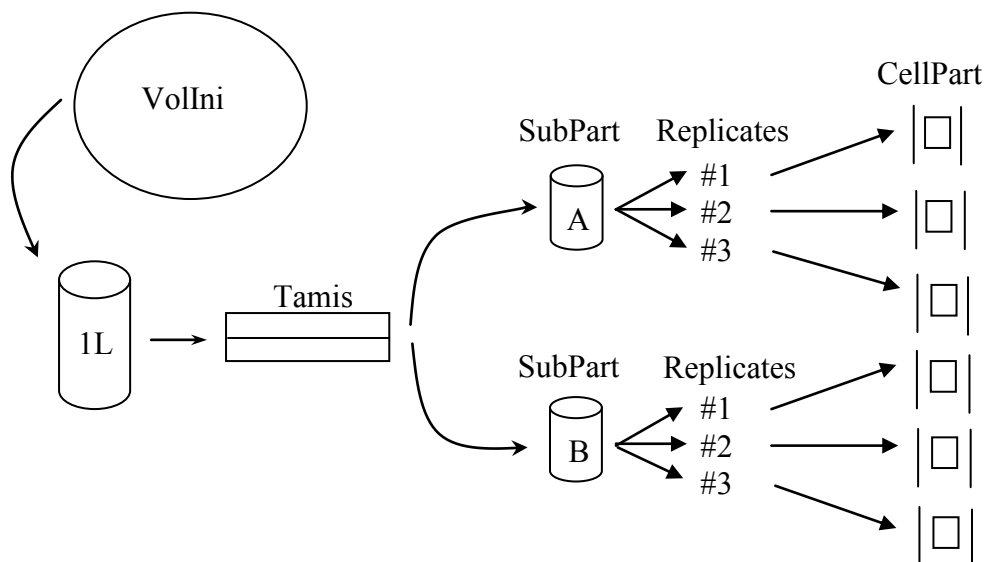 VolIni
1L
Tamis
SubPart
A
Replicates
#1
#2
#3
SubPart
B
Replicates
#1
#2
#3
CellPart